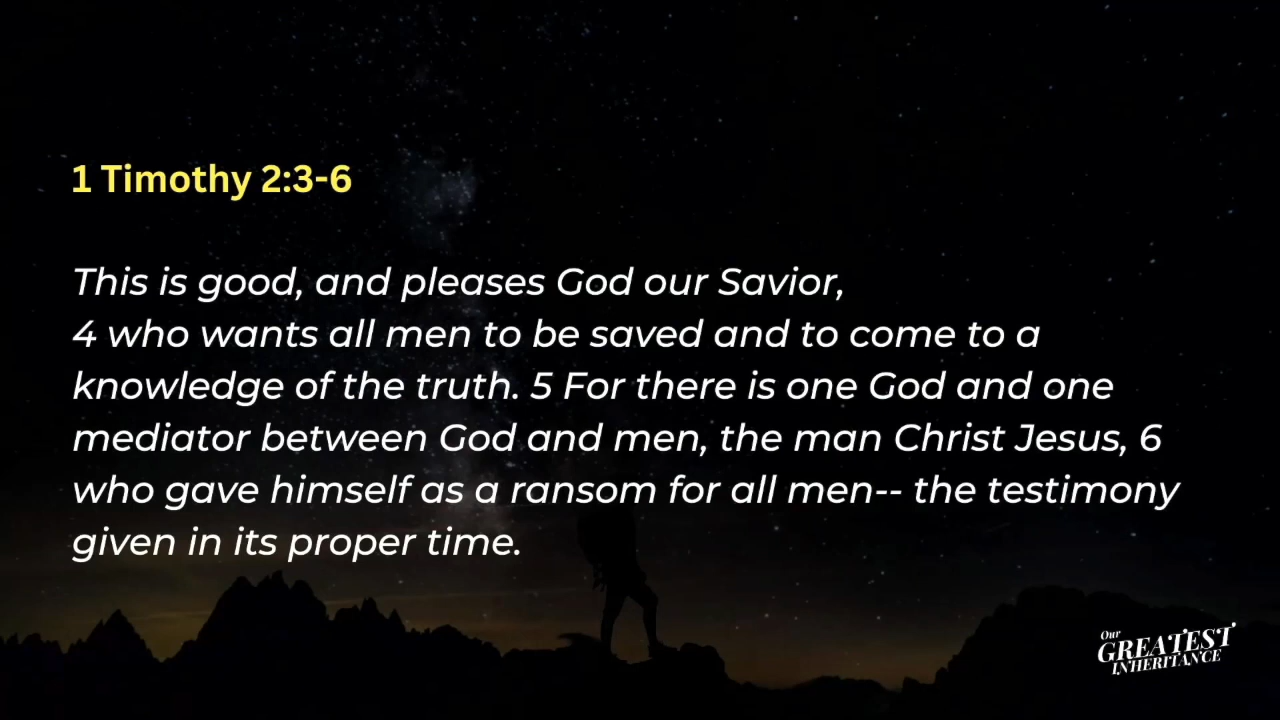 1 Timothy 2:3-6
This is good, and pleases God our Savior,
4 who wants all men to be saved and to come to a
knowledge of the truth. 5 For there is one God and one
mediator between God and men, the man Christ Jesus, 6
who gave himself as a ransom for all men-- the testimony
given in its proper time.
Our
GREATEST
INHERITANCE